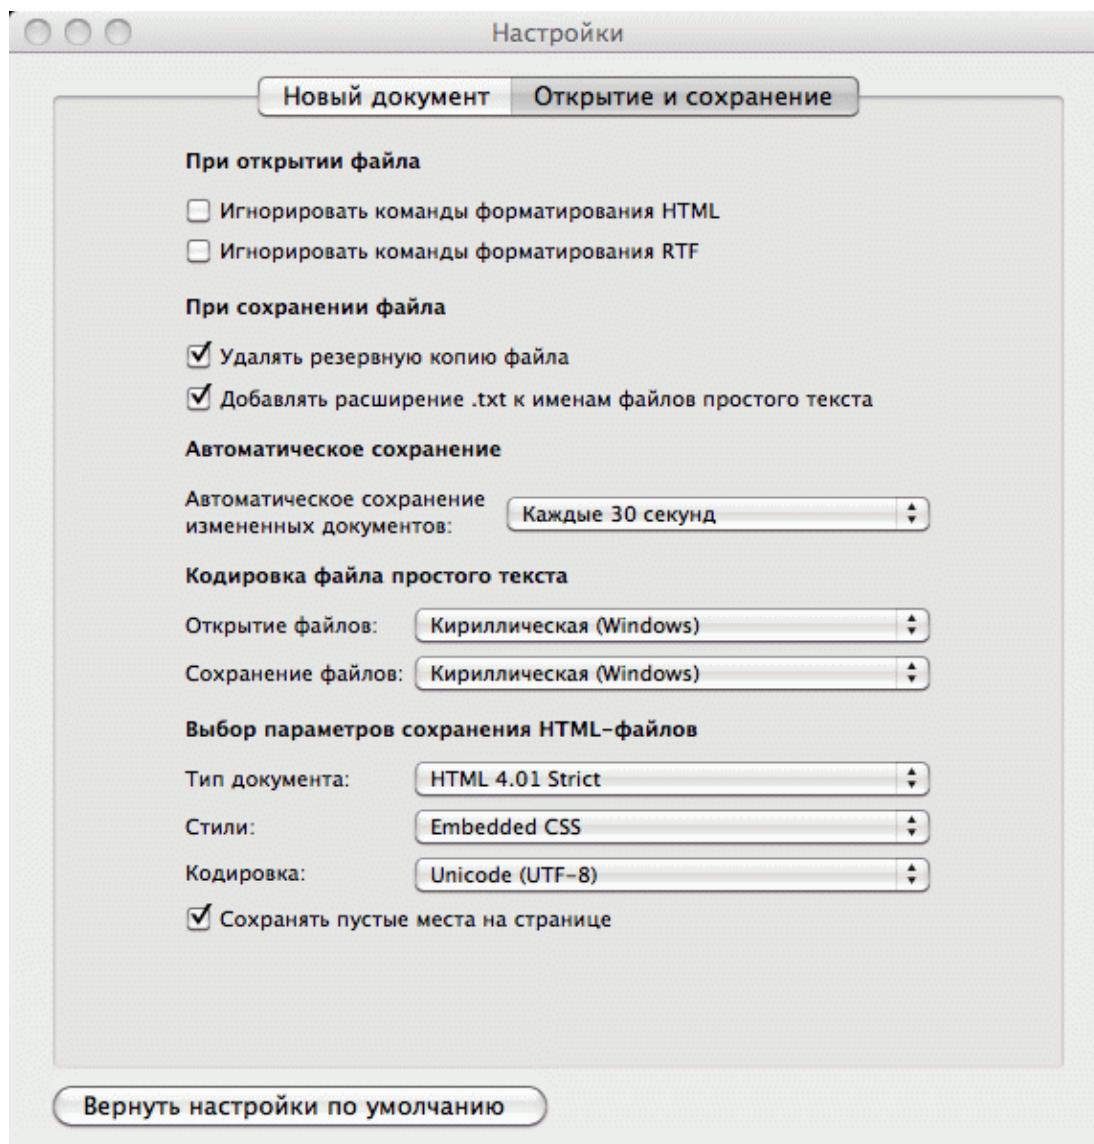 Настройки
Новый документ
Открытие и сохранение
При открытии файла
Игнорировать команды форматирования HTML
Игнорировать команды форматирования RTF
При сохранении файла
Удалять резервную копию файла
Добавлять расширение .txt к именам файлов простого текста
Автоматическое сохранение
Автоматическое сохранение
измененных документов:
Каждые 30 секунд
Кодировка файла простого текста
Открытие файлов: Кириллическая (Windows)
Сохранение файлов: Кириллическая (Windows)
Выбор параметров сохранения HTML-файлов
Тип документа: HTML 4.01 Strict
Стили: Embedded CSS
Кодировка: Unicode (UTF-8)
Сохранять пустые места на странице
Вернуть настройки по умолчанию